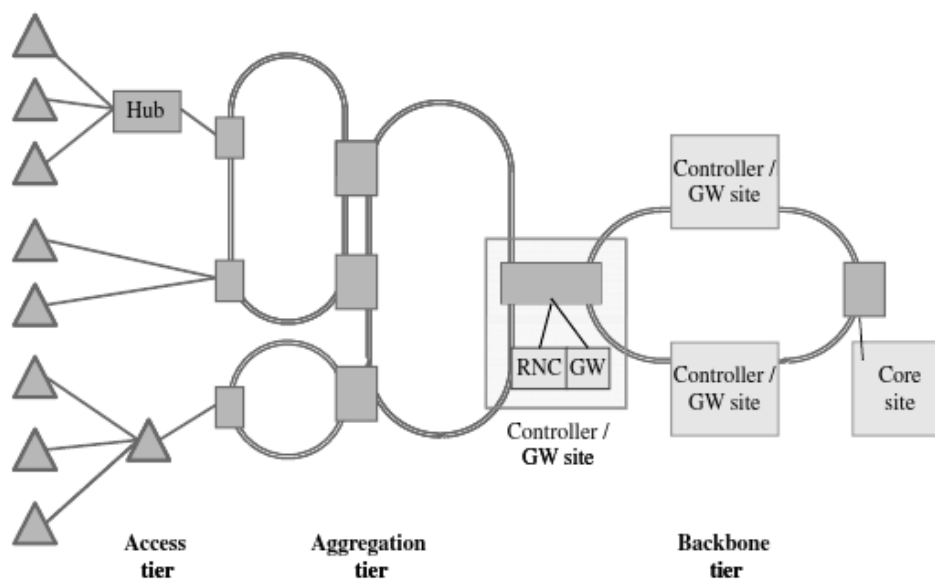 Hub
Controller /
GW site
RNC GW
Controller /
GW site
Controller /
GW site
Core
site
Access
tier
Aggregation
tier
Backbone
tier